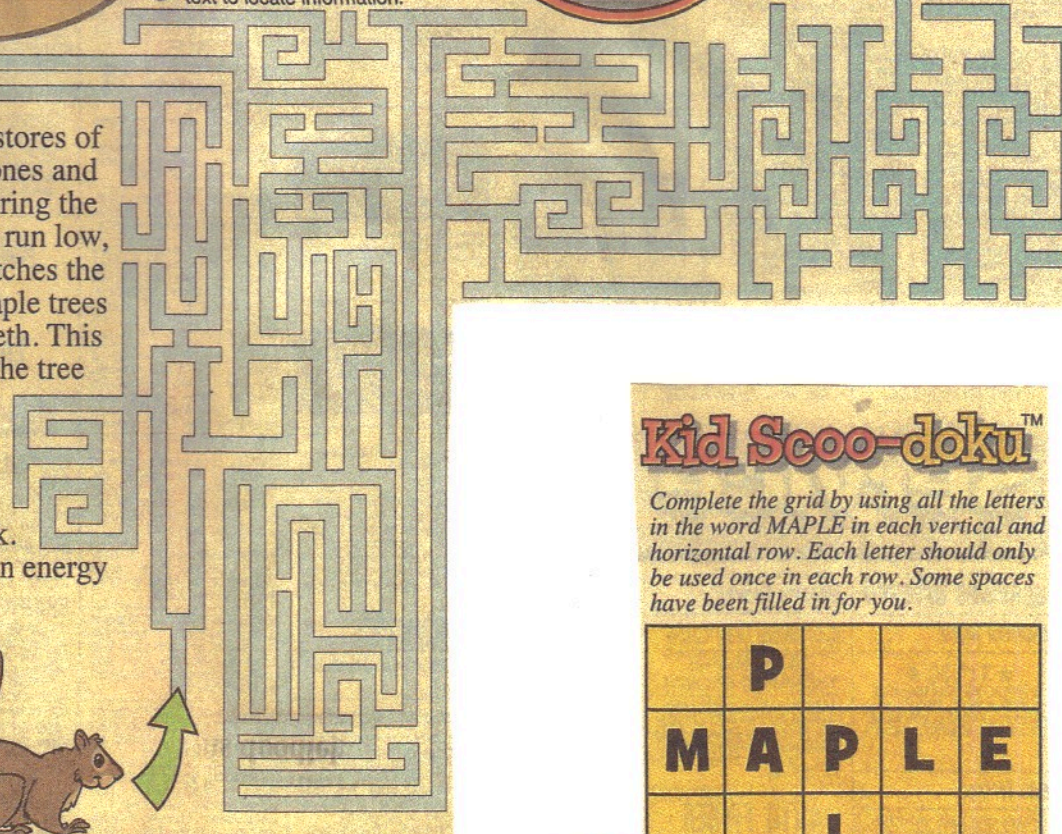 text to locate information.
stores of
ones and
ring the
run low,
tches the
ple trees
eth. This
he tree
k.
n energy
Kid Scoo-doku™
Complete the grid by using all the letters
in the word MAPLE in each vertical and
horizontal row. Each letter should only
be used once in each row. Some spaces
have been filled in for you.
P
M A P L E